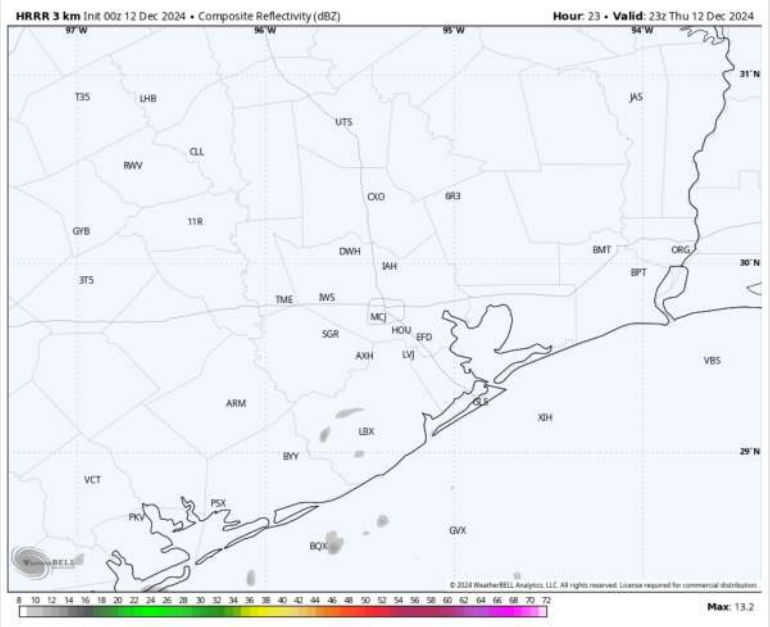 HRRR 3 km Init 00z 12 Dec 2024 • Composite Reflectivity (dBZ) Hour: 23 • Valid: 23z Thu 12 Dec 2024
97°W 96°W 95°W 94°W
31°N
T35 LHB JAS
UTS
CLL
RWV
CXO 6R3
11R
GYB
DWH BMT ORG
IAH 30°N
3T5 BPT
TME IWS
MCJ
SGR HOU EFD
AXH LVJ VBS
ARM GLS
XIH
LBX
BYY 29°N
VCT
PSX
PKV
GVX
BQX
WEATHERBELL
© 2024 WeatherBELL Analytics, LLC. All rights reserved. License required for commercial distribution.
8 10 12 14 16 18 20 22 24 26 28 30 32 34 36 38 40 42 44 46 48 50 52 54 56 58 60 62 64 66 68 70 72
Max: 13.2